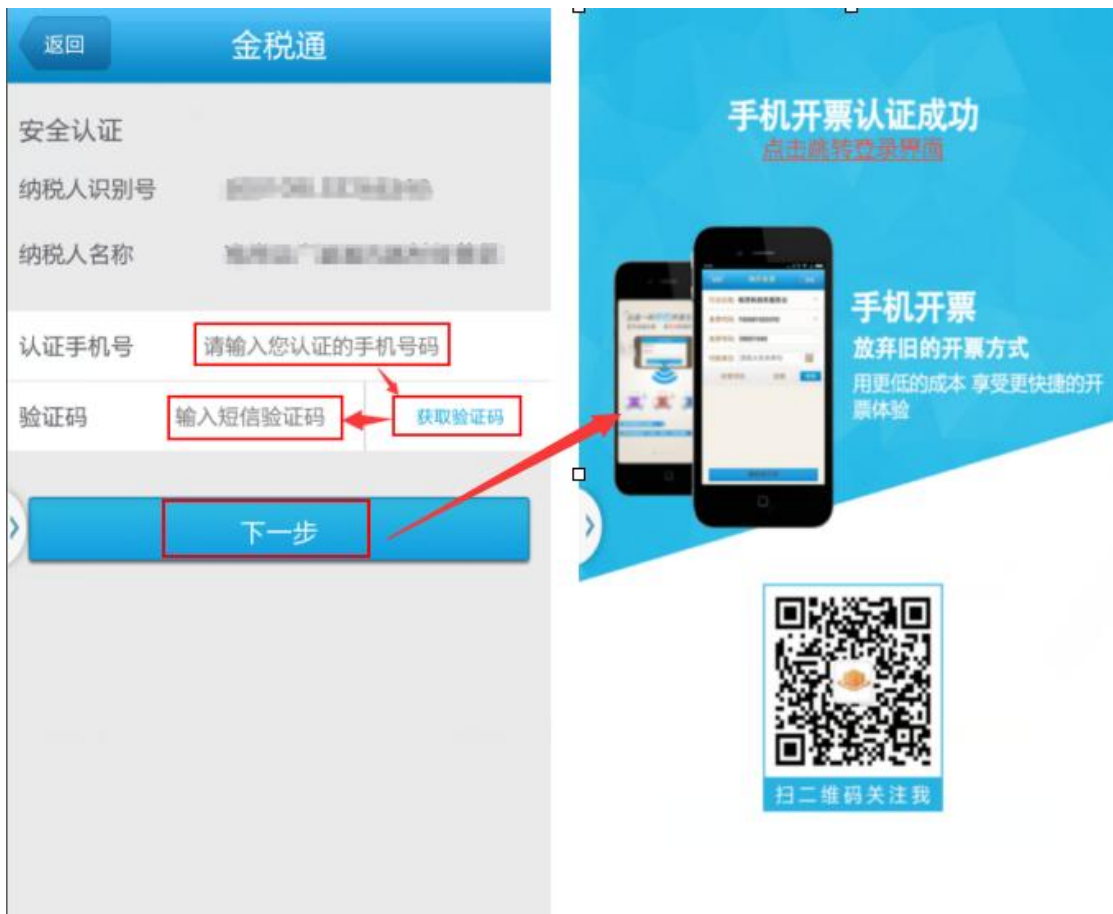 返回
金税通
安全认证
纳税人识别号
纳税人名称
认证手机号
请输入您认证的手机号码
验证码
输入短信验证码
获取验证码
下一步
手机开票认证成功
点击跳转登录界面
手机开票
放弃旧的开票方式
用更低的成本 享受更快捷的开
票体验
扫二维码关注我